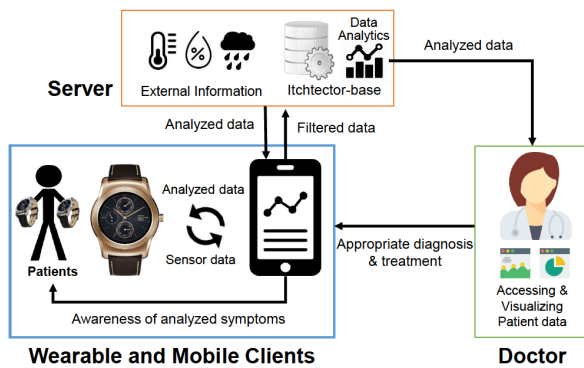 Data
Analytics
Server
External Information
Itchtector-base
Analyzed data
Analyzed data
Filtered data
Analyzed data
Sensor data
Patients
Appropriate diagnosis
& treatment
Awareness of analyzed symptoms
Accessing &
Visualizing
Patient data
Wearable and Mobile Clients
Doctor